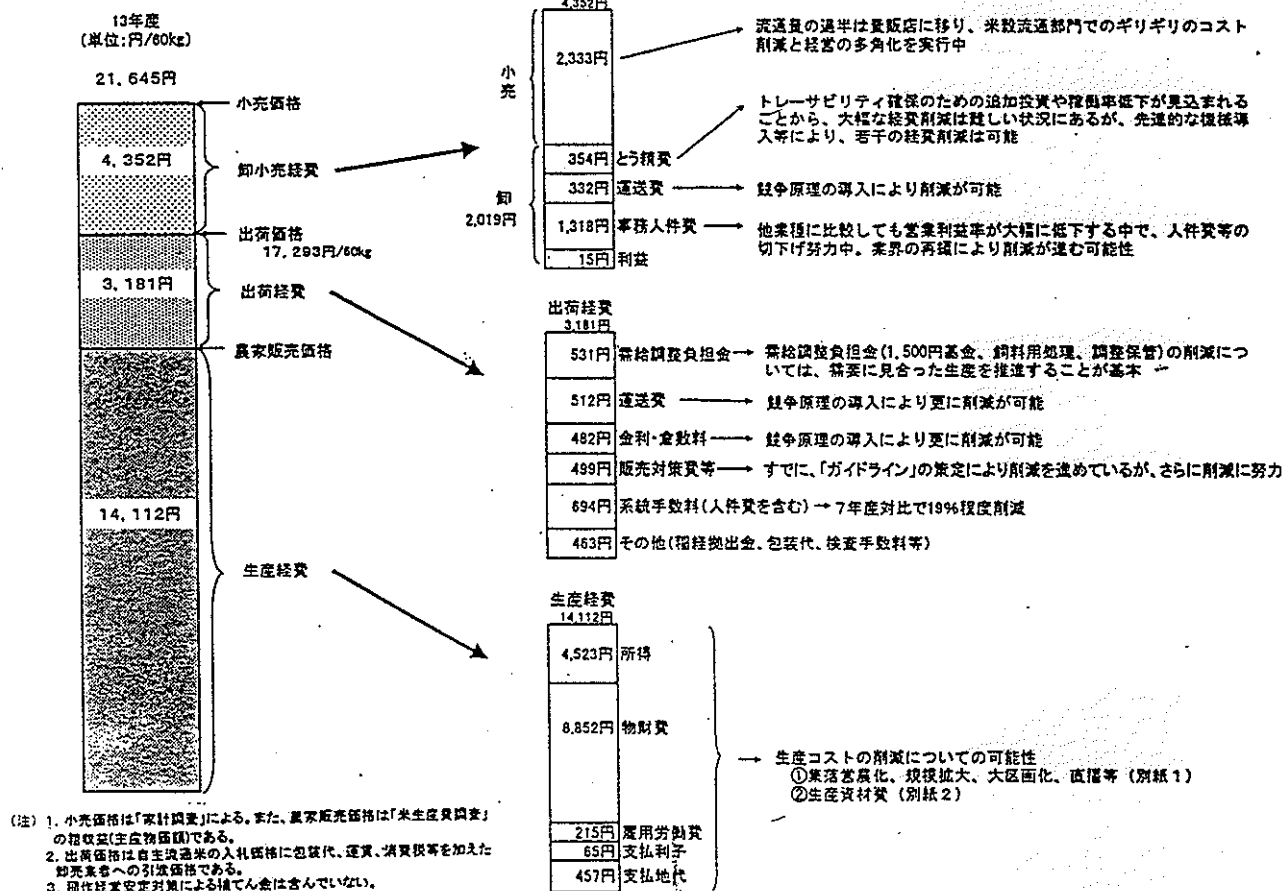 13年産
(単位:円/60kg)
21,645円
小売価格
4,352円
卸小売経費
出荷価格
17,293円/60kg
3,181円
出荷経費
農家販売価格
14,112円
生産経費
4,352円
小売
2,333円
流通量の過半は量販店に移り、米穀流通部門でのギリギリのコスト
削減と経営の多角化を実行中
卸
2,019円
354円 とう精費
トレーサビリティ確保のための追加投資や稼働率低下が見込まれる
ことから、大幅な経費削減は難しい状況にあるが、先進的な機械導
入等により、若干の経費削減は可能
332円 運送費
競争原理の導入により削減が可能
1,318円 事務人件費
他業種に比較しても営業利益率が大幅に低下する中で、人件費等の
切下げ努力中。業界の再編により削減が進む可能性
15円 利益
出荷経費
3,181円
531円 需給調整負担金→ 需給調整負担金(1,500円基金、飼料用処理、調整保管)の削減につ
いては、需要に見合った生産を推進することが基本
512円 運送費 → 競争原理の導入により更に削減が可能
482円 金利・倉敷料→ 競争原理の導入により更に削減が可能
499円 販売対策費等→ すでに、「ガイドライン」の策定により削減を進めているが、さらに削減に努力
694円 系統手数料(人件費を含む)→ 7年産対比で19%程度削減
463円 その他(稲経拠出金、包装代、検査手数料等)
生産経費
14,112円
4,523円 所得
8,852円 物財費
215円 雇用労働費
65円 支払利子
457円 支払地代
→ 生産コストの削減についての可能性
①集落営農化、規模拡大、大区画化、直播等(別紙1)
②生産資材費(別紙2)
(注) 1. 小売価格は「家計調査」による。また、農家販売価格は「米生産費調査」
の粗収益(主産物価額)である。
2. 出荷価格は自主流通米の入札価格に包装代、運賃、消費税等を加えた
卸売業者への引渡価格である。
3. 稲作経営安定対策による補てん金は含んでいない。